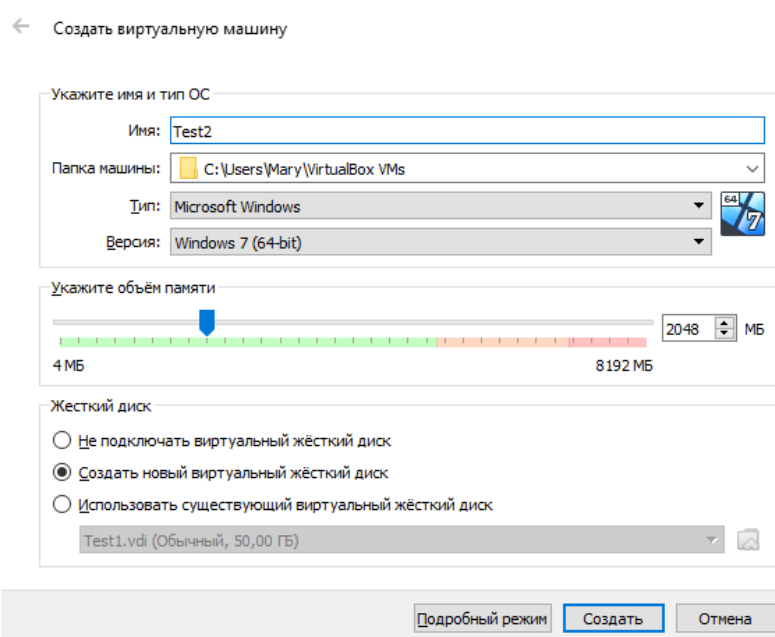 Создать виртуальную машину
Укажите имя и тип ОС
Имя: Test2
Папка машины: C:\Users\Mary\VirtualBox VMs
Тип: Microsoft Windows
64
7
Версия: Windows 7 (64-bit)
Укажите объём памяти
2048 МБ
4 МБ 8192 МБ
Жесткий диск
Не подключать виртуальный жёсткий диск
Создать новый виртуальный жёсткий диск
Использовать существующий виртуальный жёсткий диск
Test1.vdi (Обычный, 50,00 ГБ)
Подробный режим Создать Отмена